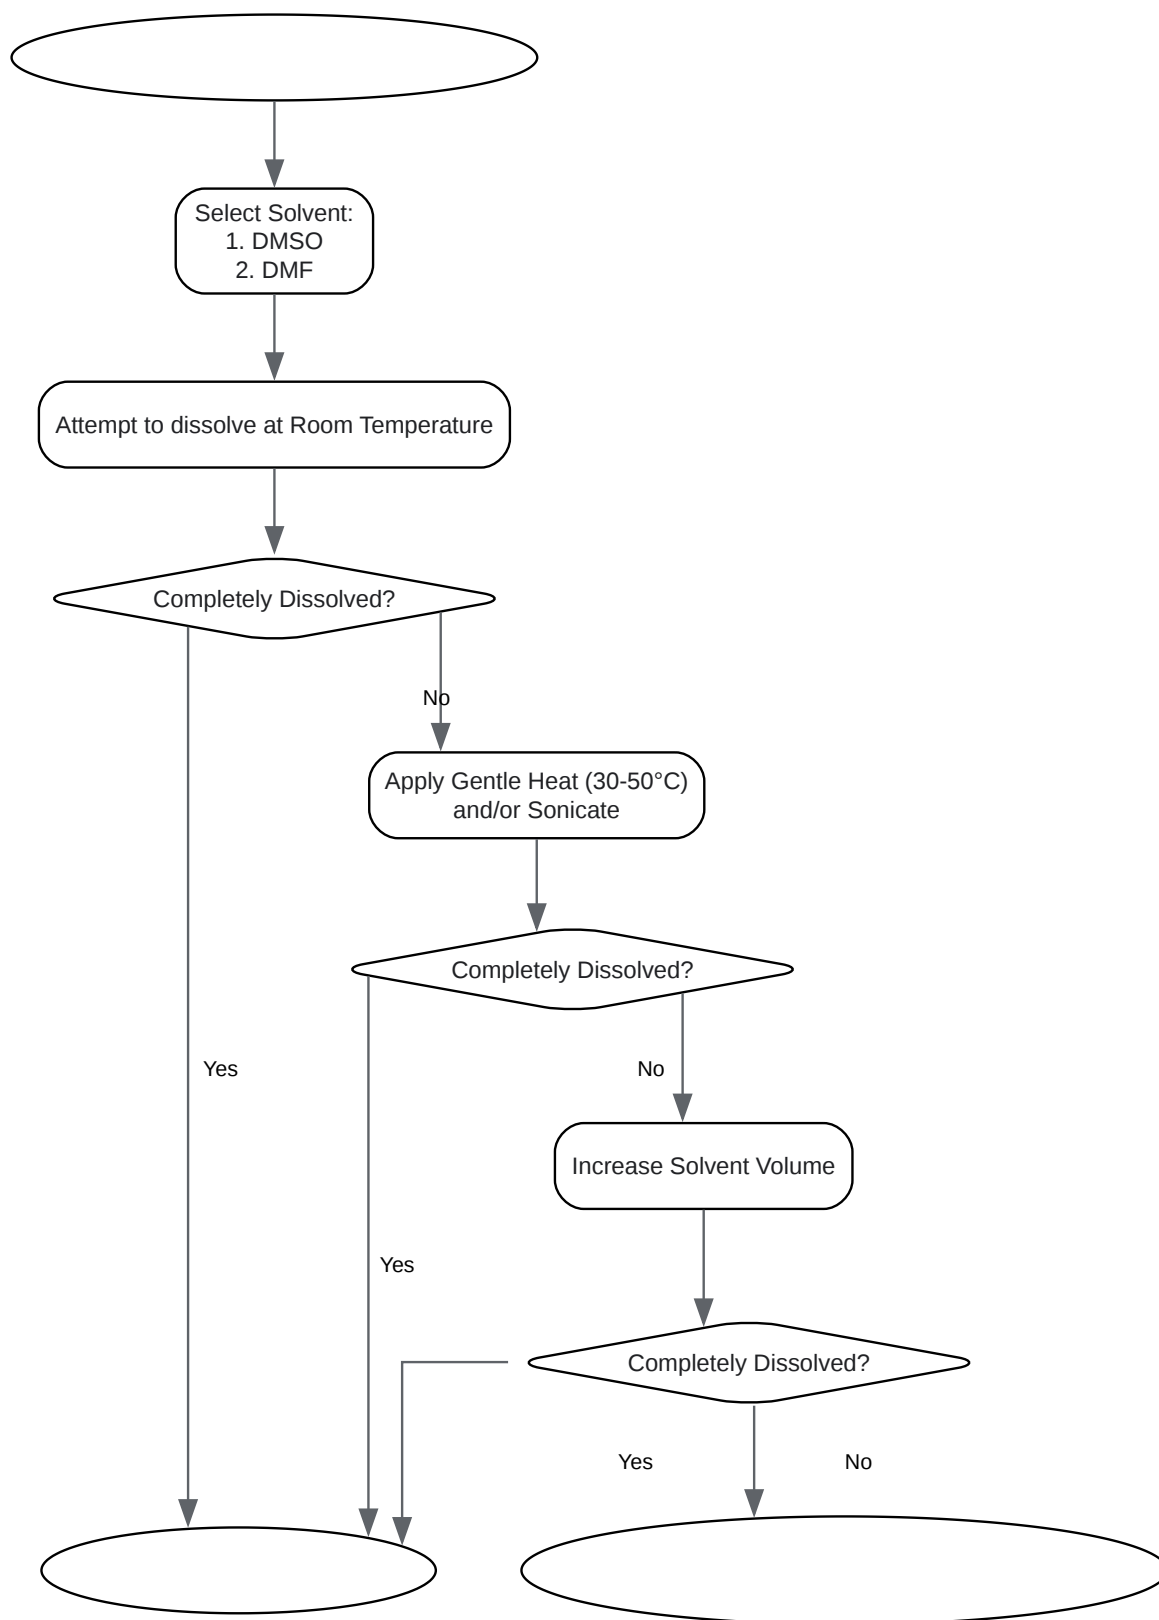 Select Solvent:
1. DMSO
2. DMF
Attempt to dissolve at Room Temperature
Completely Dissolved?
No
Apply Gentle Heat (30-50°C)
and/or Sonicate
Completely Dissolved?
Yes
No
Increase Solvent Volume
Yes
Completely Dissolved?
Yes
No